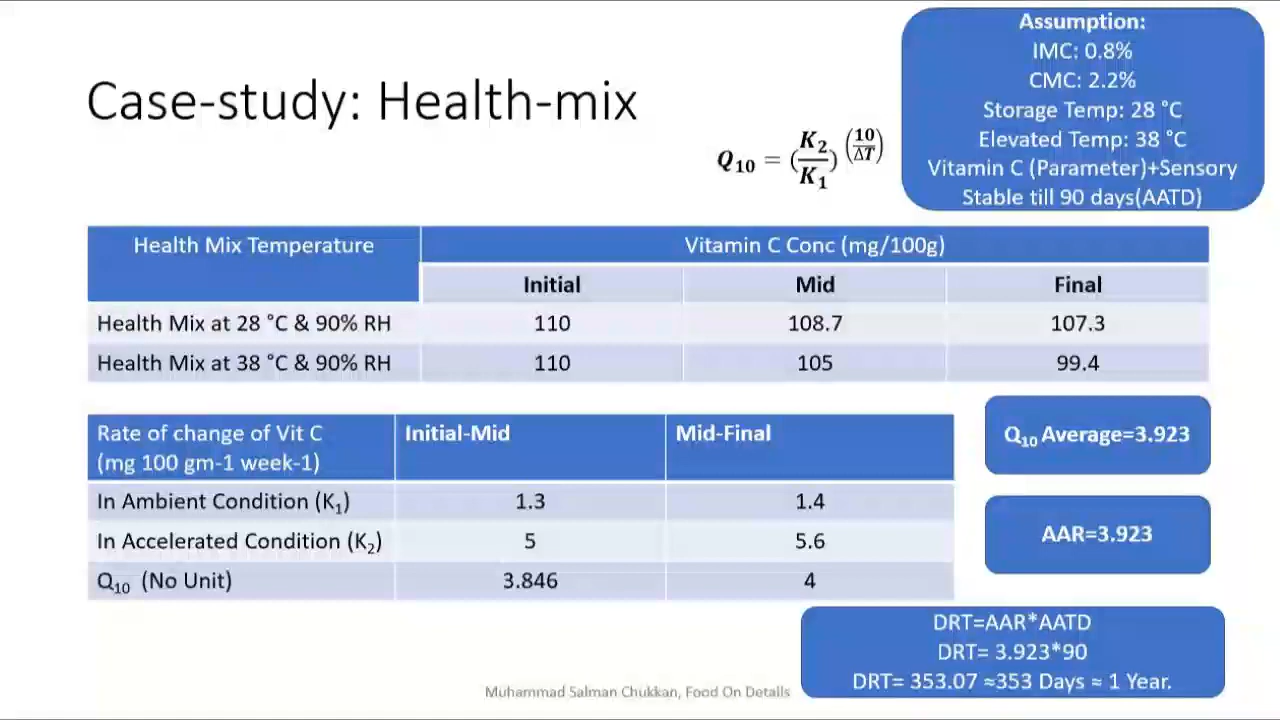 Assumption:
IMC: 0.8%
CMC: 2.2%
Storage Temp: 28 °C
Elevated Temp: 38 °C
Vitamin C (Parameter)+Sensory
Stable till 90 days(AATD)
Case-study: Health-mix
Q₁₀ = (K₂/K₁)^(10/ΔT)
Health Mix Temperature Vitamin C Conc (mg/100g)
Initial Mid Final
Health Mix at 28 °C & 90% RH 110 108.7 107.3
Health Mix at 38 °C & 90% RH 110 105 99.4
Rate of change of Vit C Initial-Mid Mid-Final
(mg 100 gm-1 week-1)
In Ambient Condition (K₁) 1.3 1.4
In Accelerated Condition (K₂) 5 5.6
Q₁₀ (No Unit) 3.846 4
Q₁₀ Average=3.923
AAR=3.923
DRT=AAR*AATD
DRT= 3.923*90
DRT= 353.07 ≈353 Days ≈ 1 Year.
Muhammad Salman Chukkan, Food On Details